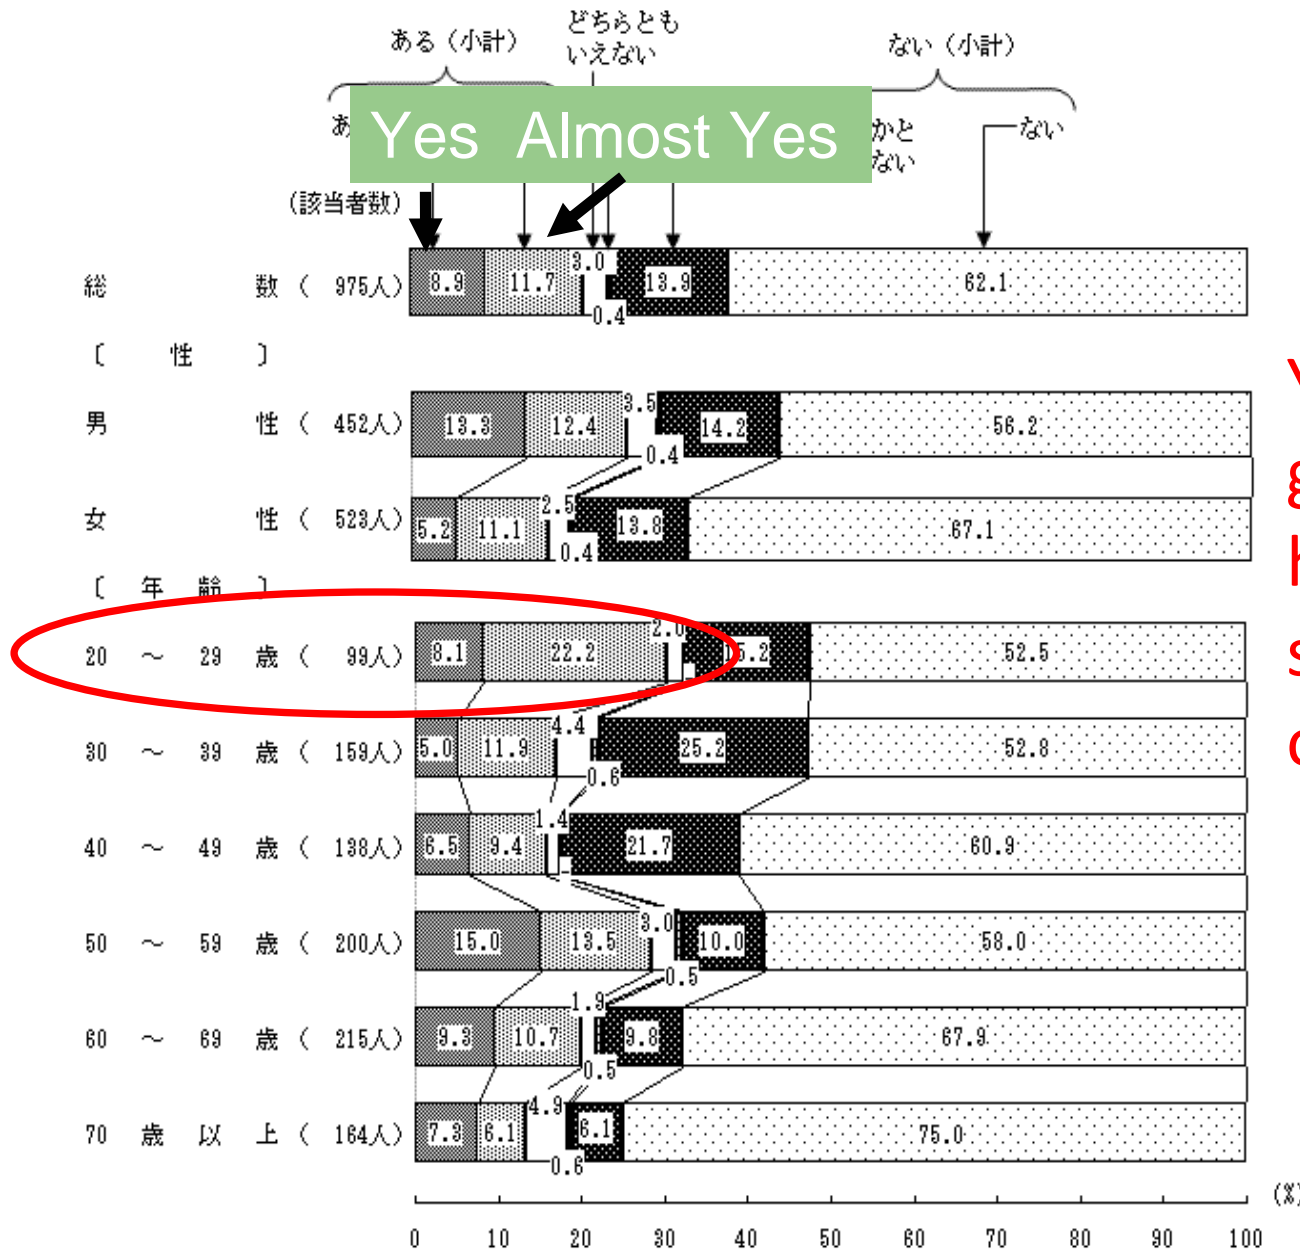 どちらとも
ある（小計） いえない ない（小計）
あ Yes Almost Yes かと ない
ない
（該当者数）
総 数（ 975人） 8.9 11.7 3.0 0.4 13.9 62.1
〔 性 〕
男 性（ 452人） 13.3 12.4 3.5 0.4 14.2 56.2
女 性（ 523人） 5.2 11.1 2.5 0.4 13.8 67.1
〔 年 齢 〕
20 ～ 29 歳（ 99人） 8.1 22.2 2.0 - 15.2 52.5
30 ～ 39 歳（ 159人） 5.0 11.9 4.4 0.6 25.2 52.8
40 ～ 49 歳（ 138人） 6.5 9.4 1.4 - 21.7 60.9
50 ～ 59 歳（ 200人） 15.0 13.5 3.0 0.5 10.0 58.0
60 ～ 69 歳（ 215人） 9.3 10.7 1.9 0.5 9.8 67.9
70 歳 以 上（ 164人） 7.3 6.1 4.9 0.6 6.1 75.0
0 10 20 30 40 50 60 70 80 90 100 (%)